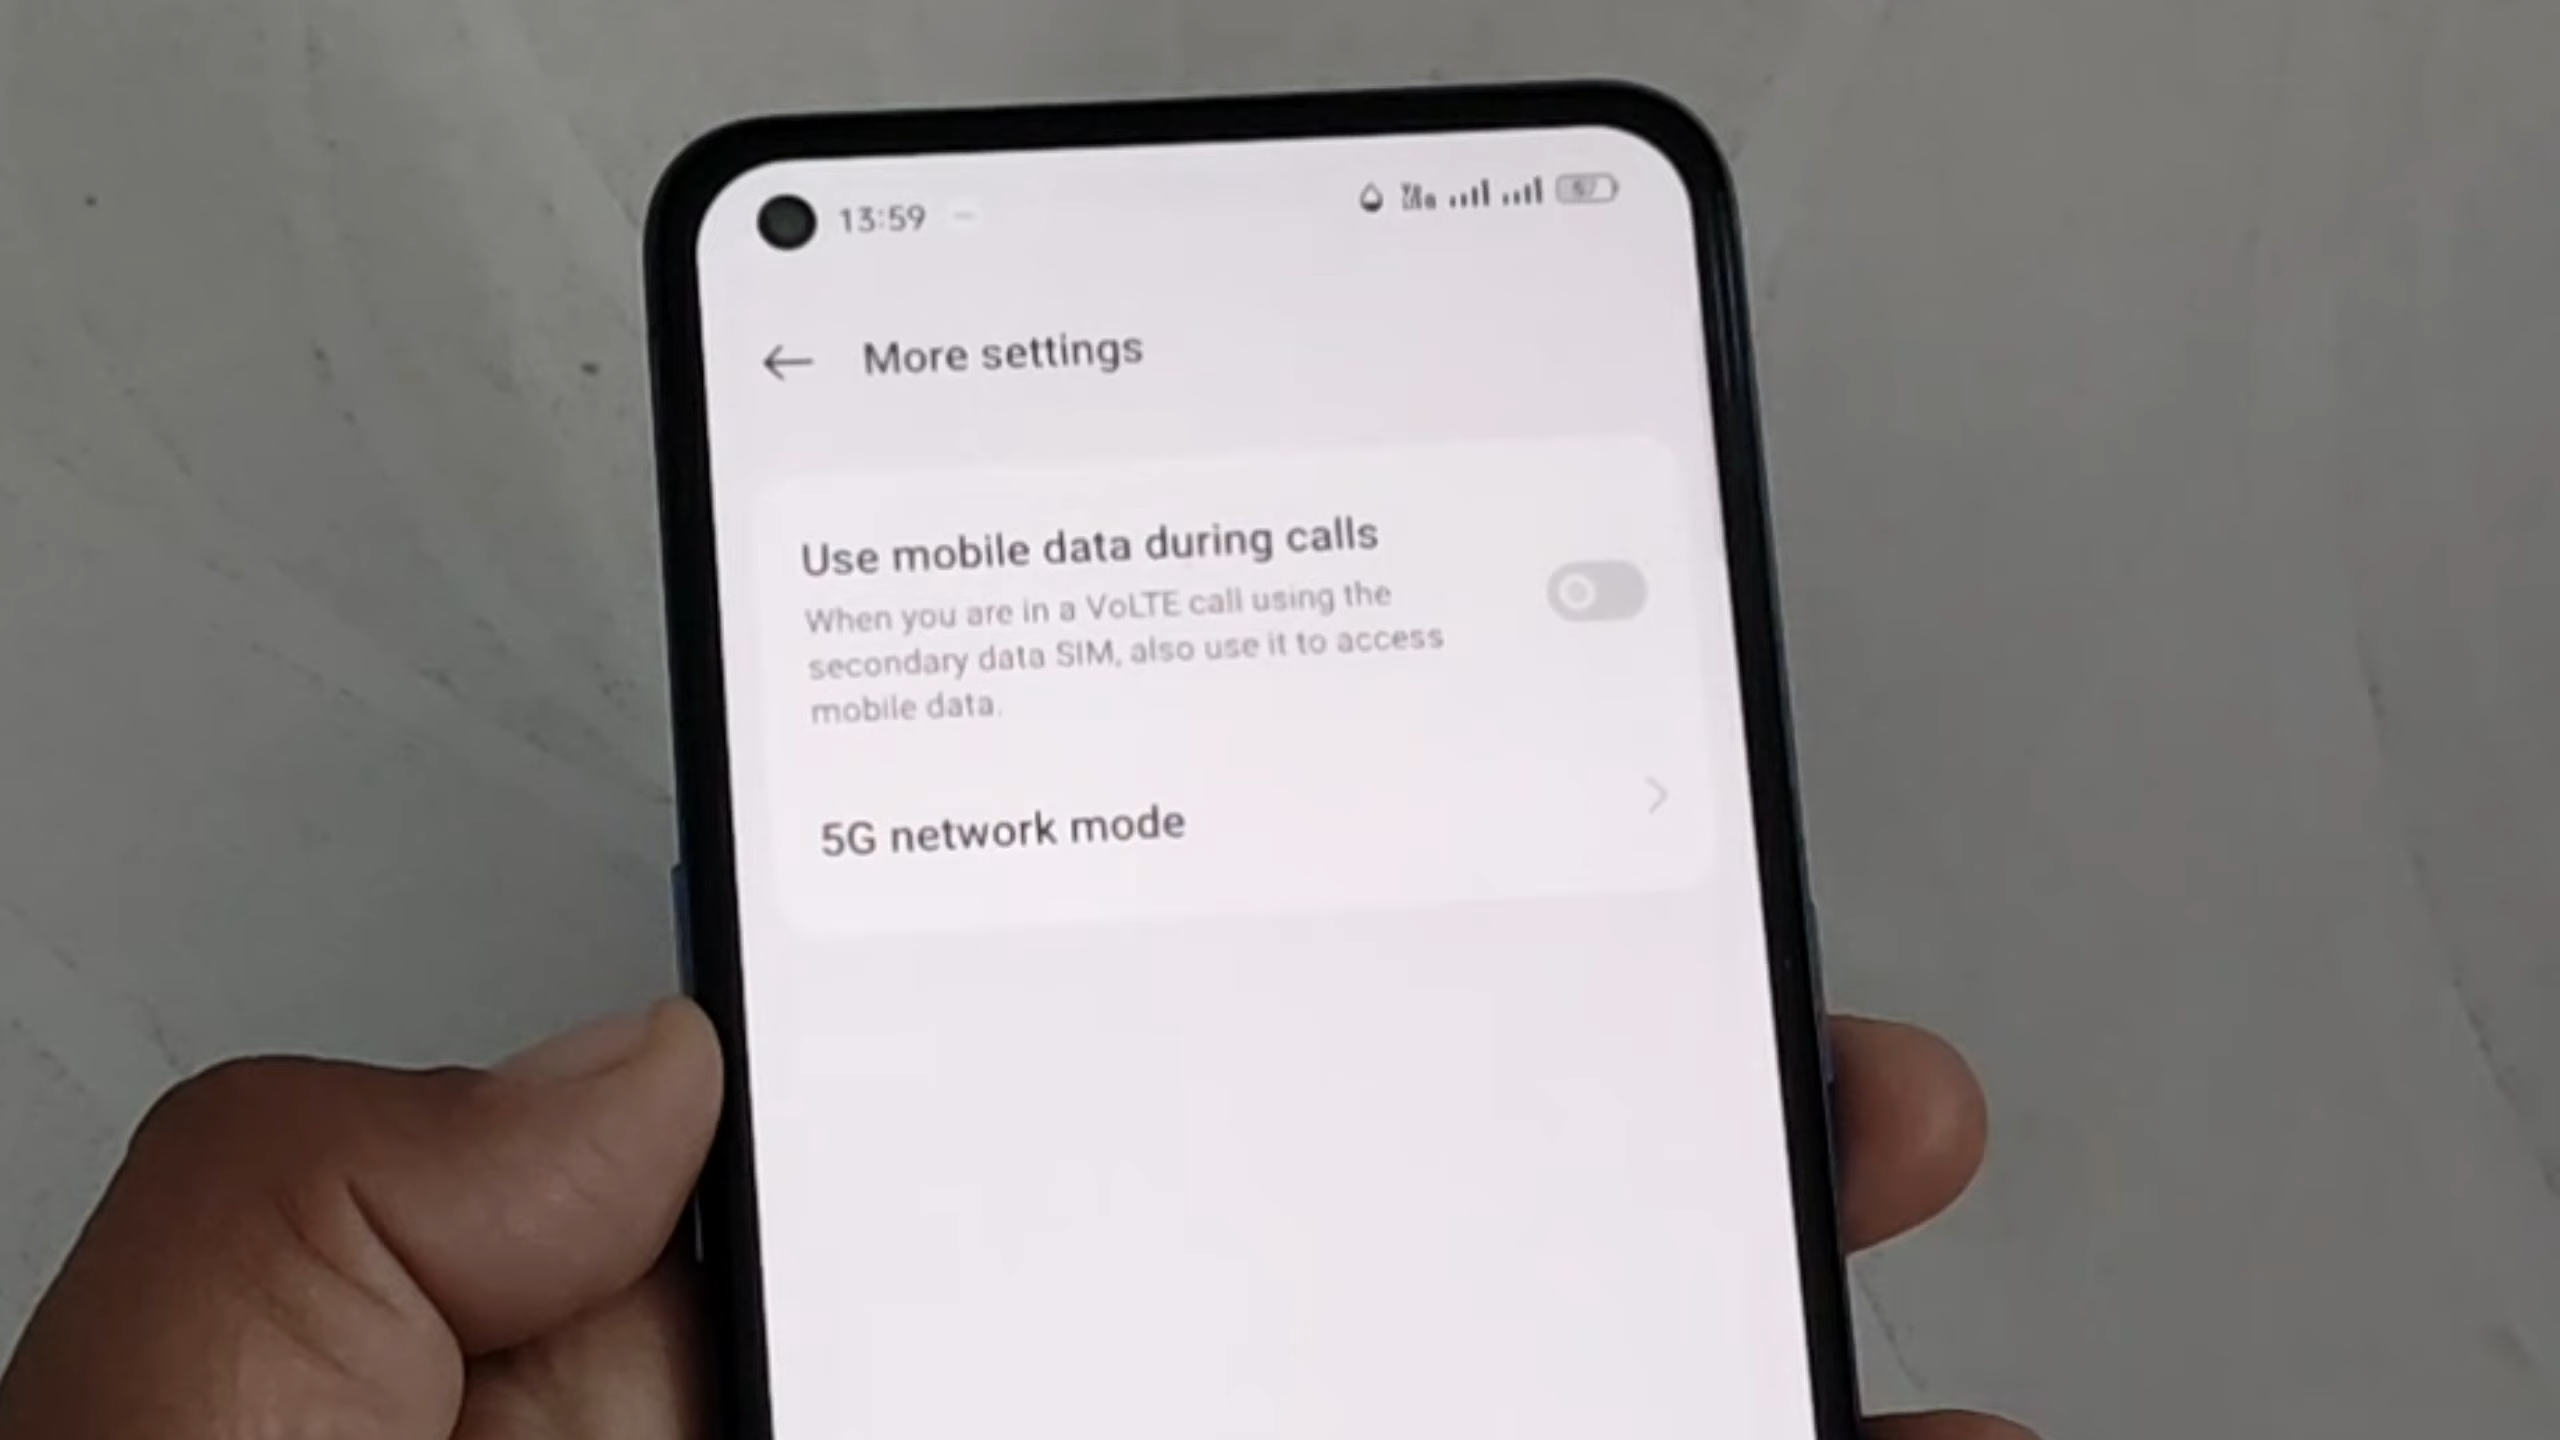 13:59
More settings
Use mobile data during calls
When you are in a VoLTE call using the
secondary data SIM, also use it to access
mobile data.
5G network mode